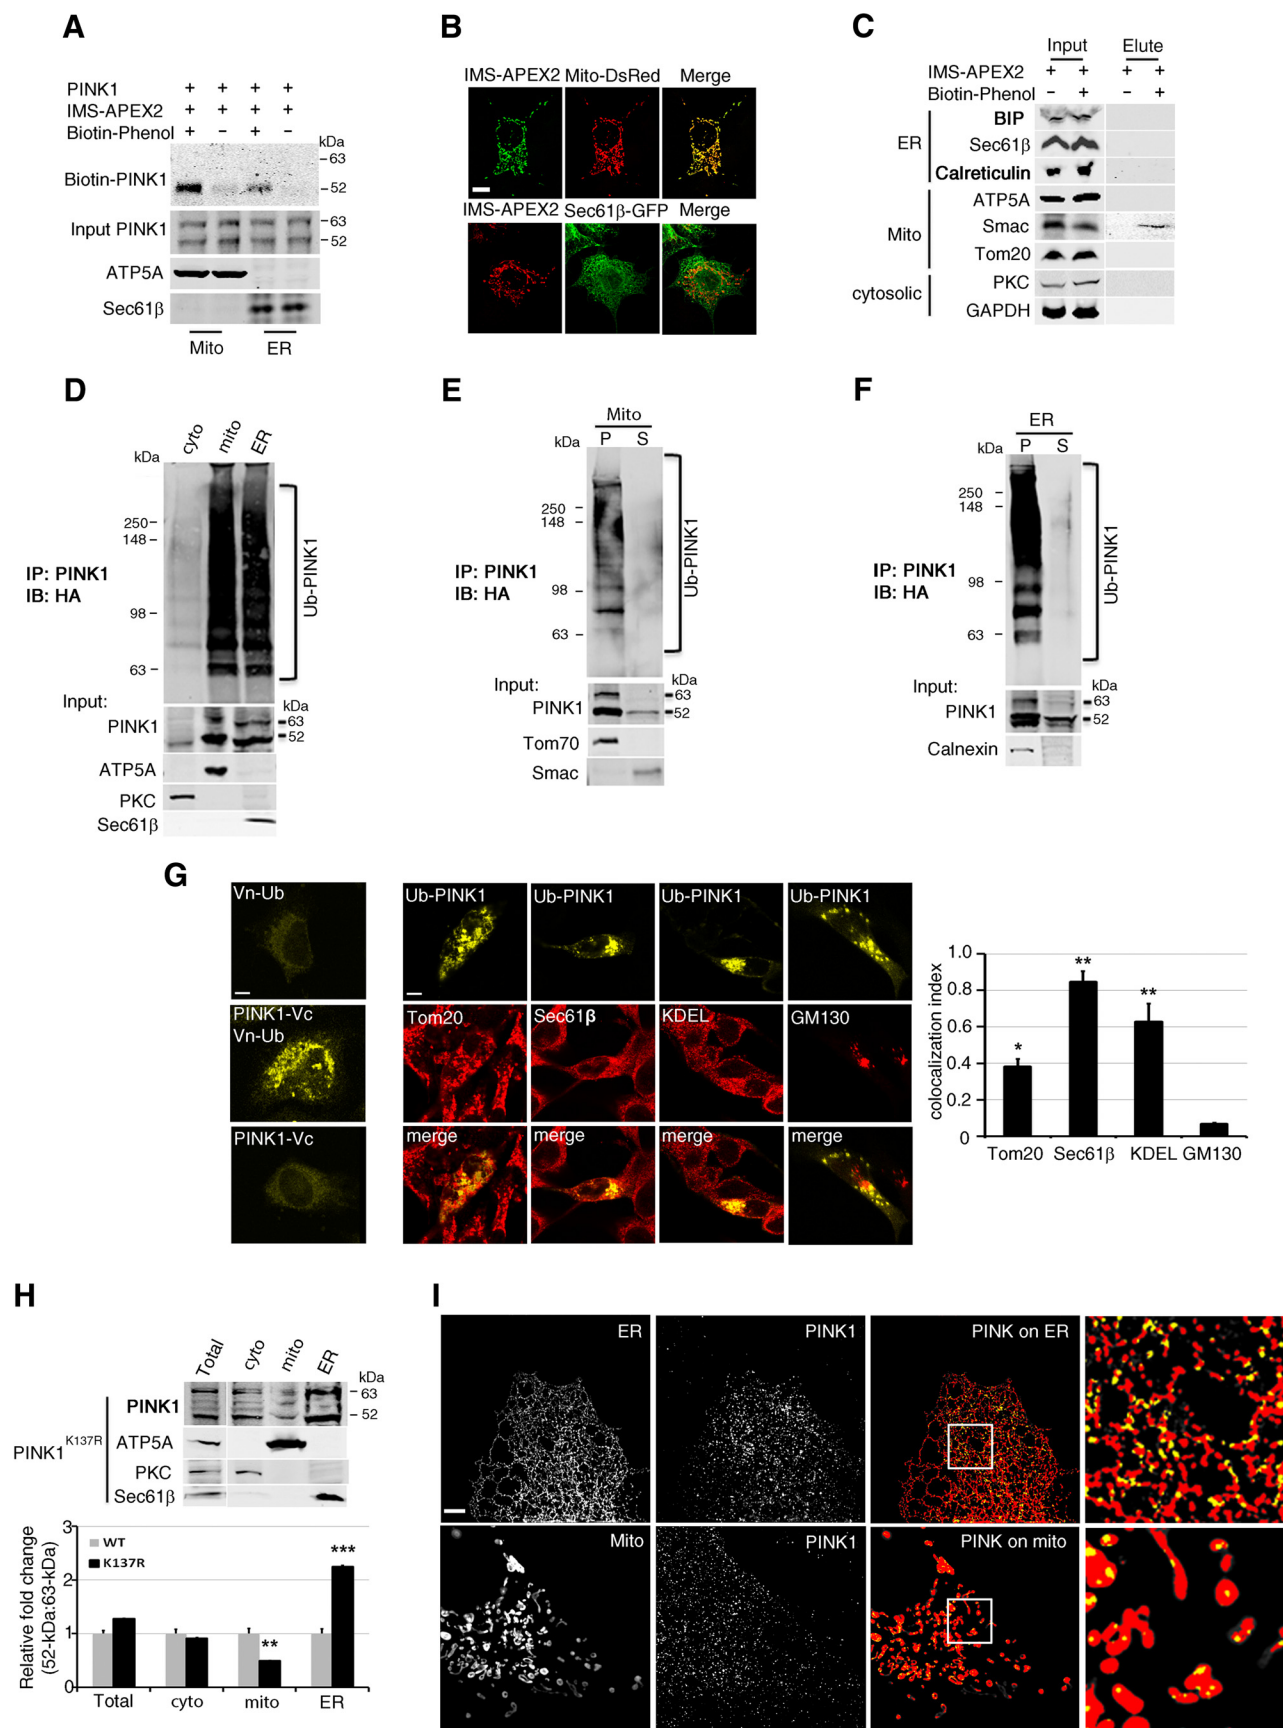 A
PINK1 + + + +
IMS-APEX2 + + + +
Biotin-Phenol + − + −
kDa
Biotin-PINK1
63
52
Input PINK1
63
52
ATP5A
Sec61β
Mito ER
B
IMS-APEX2 Mito-DsRed Merge
IMS-APEX2 Sec61β-GFP Merge
C
Input Elute
IMS-APEX2 + + + +
Biotin-Phenol − + − +
ER
BIP
Sec61β
Calreticulin
Mito
ATP5A
Smac
Tom20
cytosolic
PKC
GAPDH
D
cyto mito ER
kDa
250
148
98
63
IP: PINK1
IB: HA
Ub-PINK1
Input:
kDa
PINK1
63
52
ATP5A
PKC
Sec61β
E
Mito
kDa P S
250
148
98
63
IP: PINK1
IB: HA
Ub-PINK1
Input:
kDa
PINK1
63
52
Tom70
Smac
F
ER
kDa P S
250
148
98
63
IP: PINK1
IB: HA
Ub-PINK1
Input:
kDa
PINK1
63
52
Calnexin
G
Vn-Ub
PINK1-Vc
Vn-Ub
PINK1-Vc
Ub-PINK1 Ub-PINK1 Ub-PINK1 Ub-PINK1
Tom20 Sec61β KDEL GM130
merge merge merge merge
colocalization index
1.0
0.8
0.6
0.4
0.2
0
* ** **
Tom20 Sec61β KDEL GM130
H
Total cyto mito ER
kDa
63
52
PINK1K137R
PINK1
ATP5A
PKC
Sec61β
Relative fold change
(52-kDa:63-kDa)
3
2
1
0
WT
K137R
** ***
Total cyto mito ER
I
ER PINK1 PINK on ER
Mito PINK1 PINK on mito